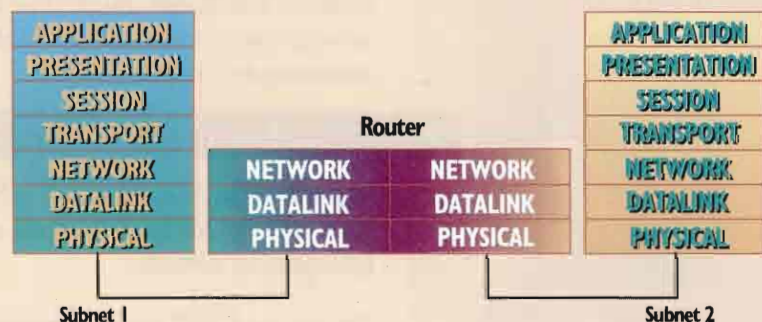 APPLICATION
PRESENTATION
SESSION
TRANSPORT
NETWORK
DATALINK
PHYSICAL
Subnet 1
Router
NETWORK NETWORK
DATALINK DATALINK
PHYSICAL PHYSICAL
APPLICATION
PRESENTATION
SESSION
TRANSPORT
NETWORK
DATALINK
PHYSICAL
Subnet 2